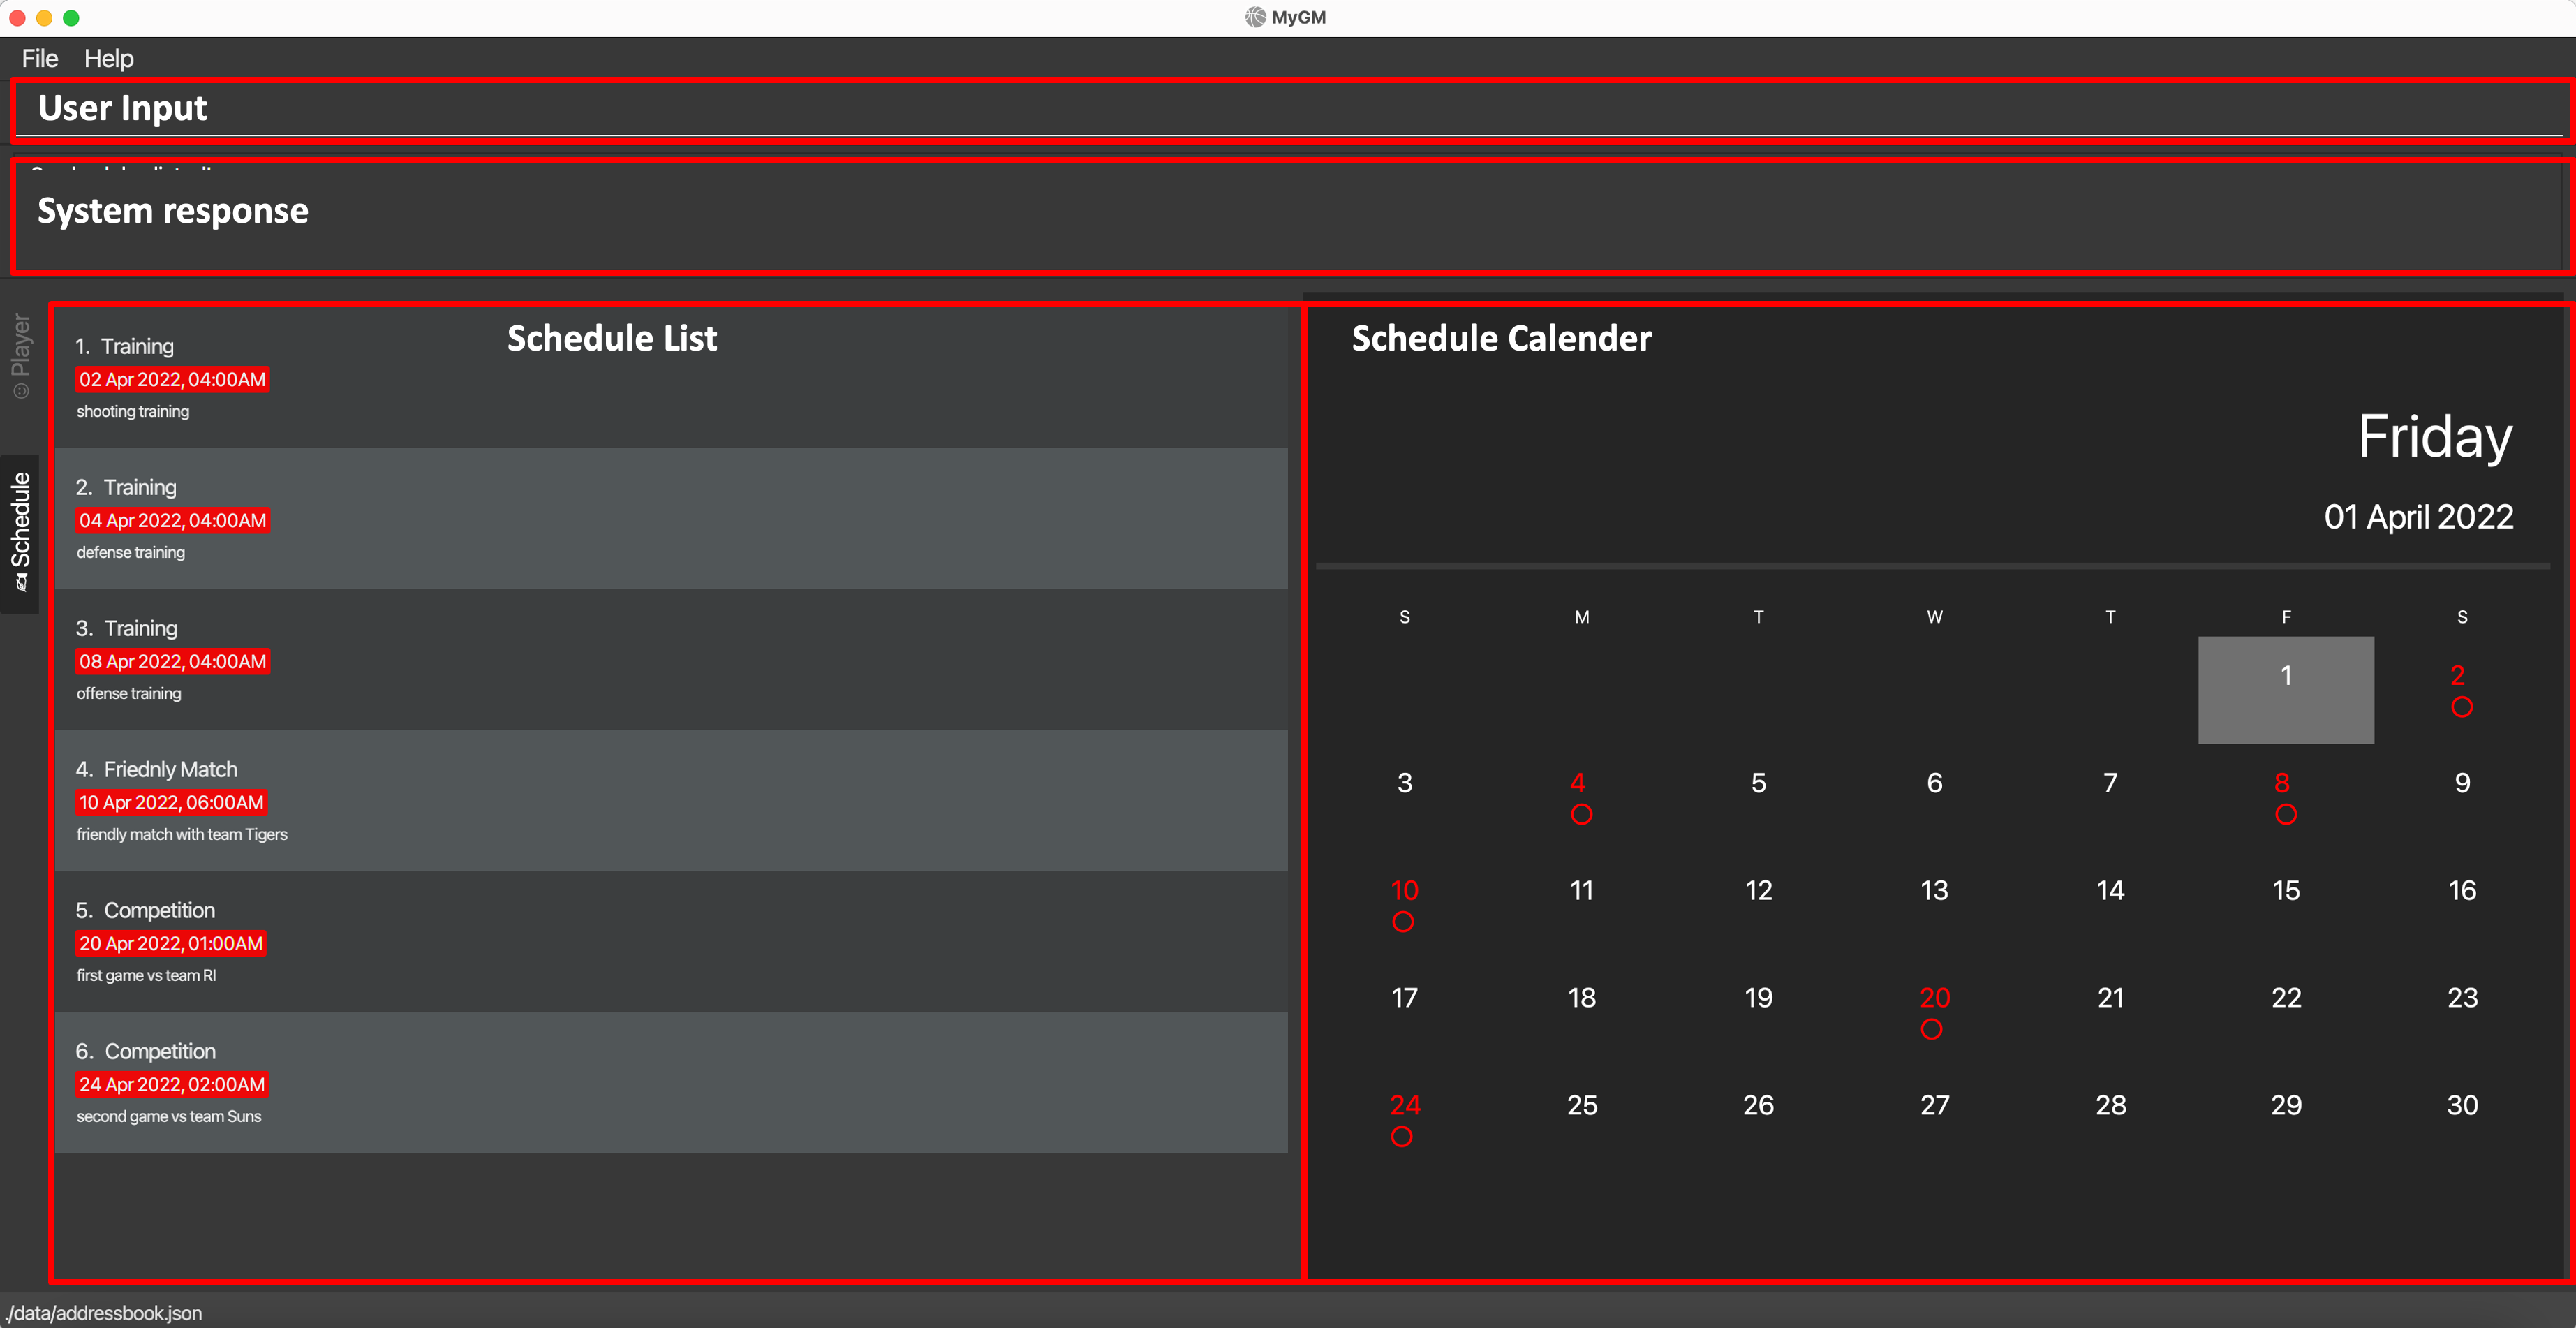 MyGM
File Help
User Input
System response
Player
Schedule
Schedule List
1. Training
02 Apr 2022, 04:00AM
shooting training
2. Training
04 Apr 2022, 04:00AM
defense training
3. Training
08 Apr 2022, 04:00AM
offense training
4. Friednly Match
10 Apr 2022, 06:00AM
friendly match with team Tigers
5. Competition
20 Apr 2022, 01:00AM
first game vs team RI
6. Competition
24 Apr 2022, 02:00AM
second game vs team Suns
Schedule Calender
Friday
01 April 2022
S M T W T F S
1 2
3 4 5 6 7 8 9
10 11 12 13 14 15 16
17 18 19 20 21 22 23
24 25 26 27 28 29 30
./data/addressbook.json